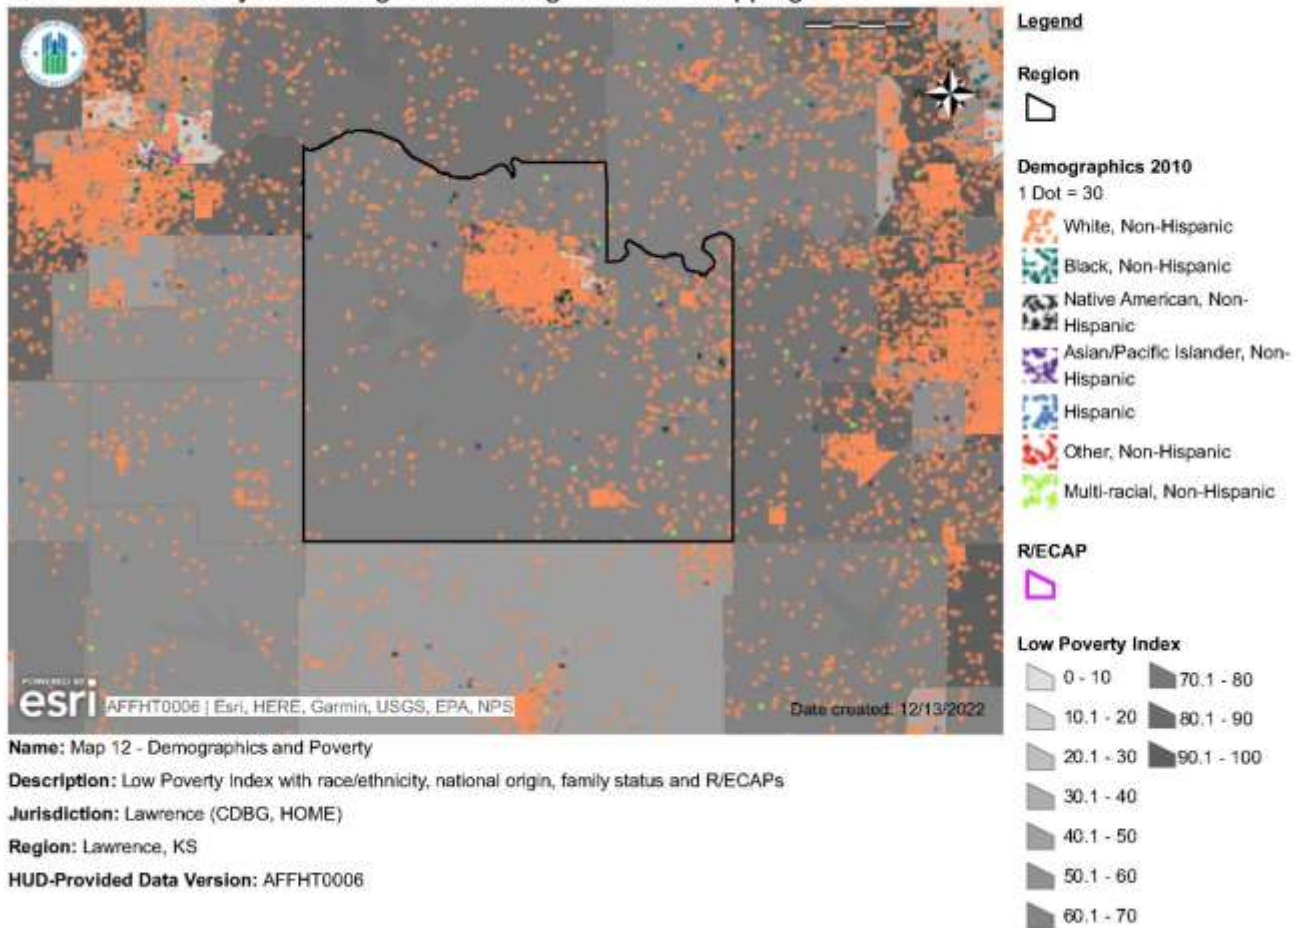 Legend
Region
Demographics 2010
1 Dot = 30
White, Non-Hispanic
Black, Non-Hispanic
Native American, Non-
Hispanic
Asian/Pacific Islander, Non-
Hispanic
Hispanic
Other, Non-Hispanic
Multi-racial, Non-Hispanic
R/ECAP
Low Poverty Index
0 - 10
10.1 - 20
20.1 - 30
30.1 - 40
40.1 - 50
50.1 - 60
60.1 - 70
70.1 - 80
80.1 - 90
90.1 - 100
POWERED BY
esri
AFFHT0006 | Esri, HERE, Garmin, USGS, EPA, NPS
Date created: 12/13/2022
Name: Map 12 - Demographics and Poverty
Description: Low Poverty Index with race/ethnicity, national origin, family status and R/ECAPs
Jurisdiction: Lawrence (CDBG, HOME)
Region: Lawrence, KS
HUD-Provided Data Version: AFFHT0006